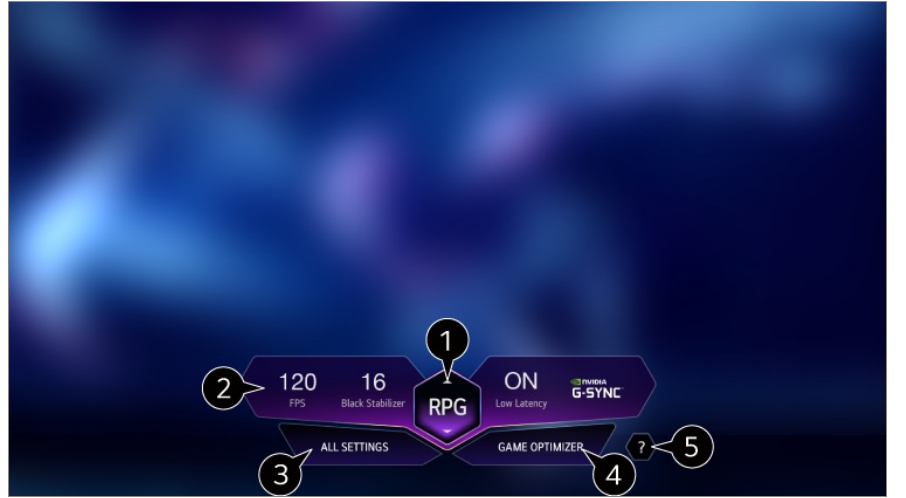 1
2
120
FPS
16
Black Stabilizer
RPG
ON
Low Latency
NVIDIA
G-SYNC
ALL SETTINGS
GAME OPTIMIZER
?
3
4
5